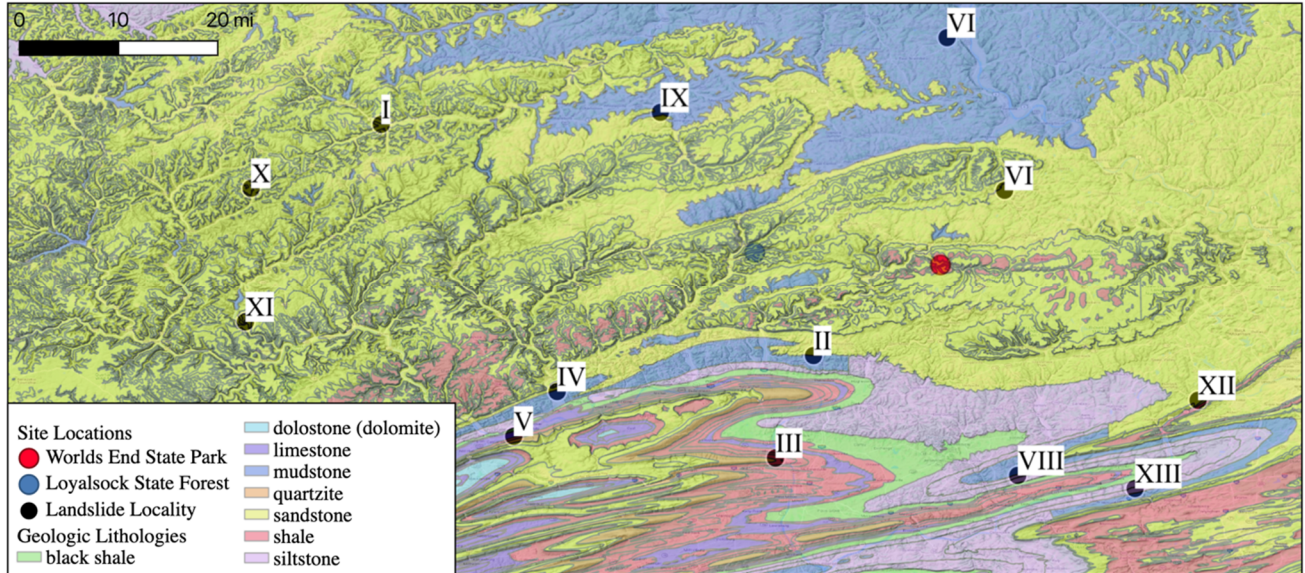 0 10 20 mi
VI
IX
I
X
VI
XI
II
IV
XII
V
III
VIII
XIII
Site Locations
Worlds End State Park
Loyalsock State Forest
Landslide Locality
Geologic Lithologies
black shale
dolostone (dolomite)
limestone
mudstone
quartzite
sandstone
shale
siltstone